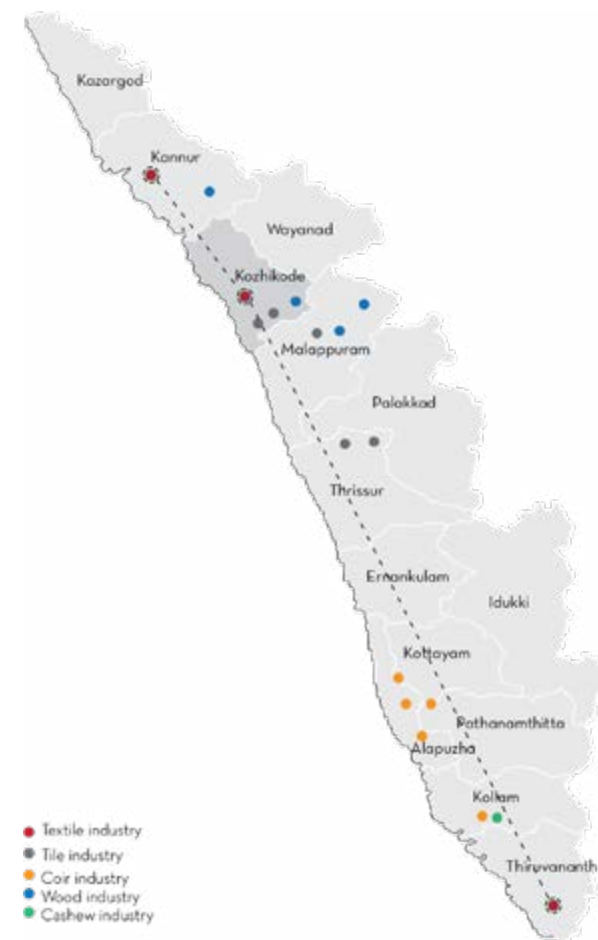 Kazargod
Kannur
Wayanad
Kozhikode
Malappuram
Palakkad
Thrissur
Ernankulam
Idukki
Kottayam
Pathanamthitta
Alapuzha
Kollam
Thiruvananth
Textile industry
Tile industry
Coir industry
Wood industry
Cashew industry